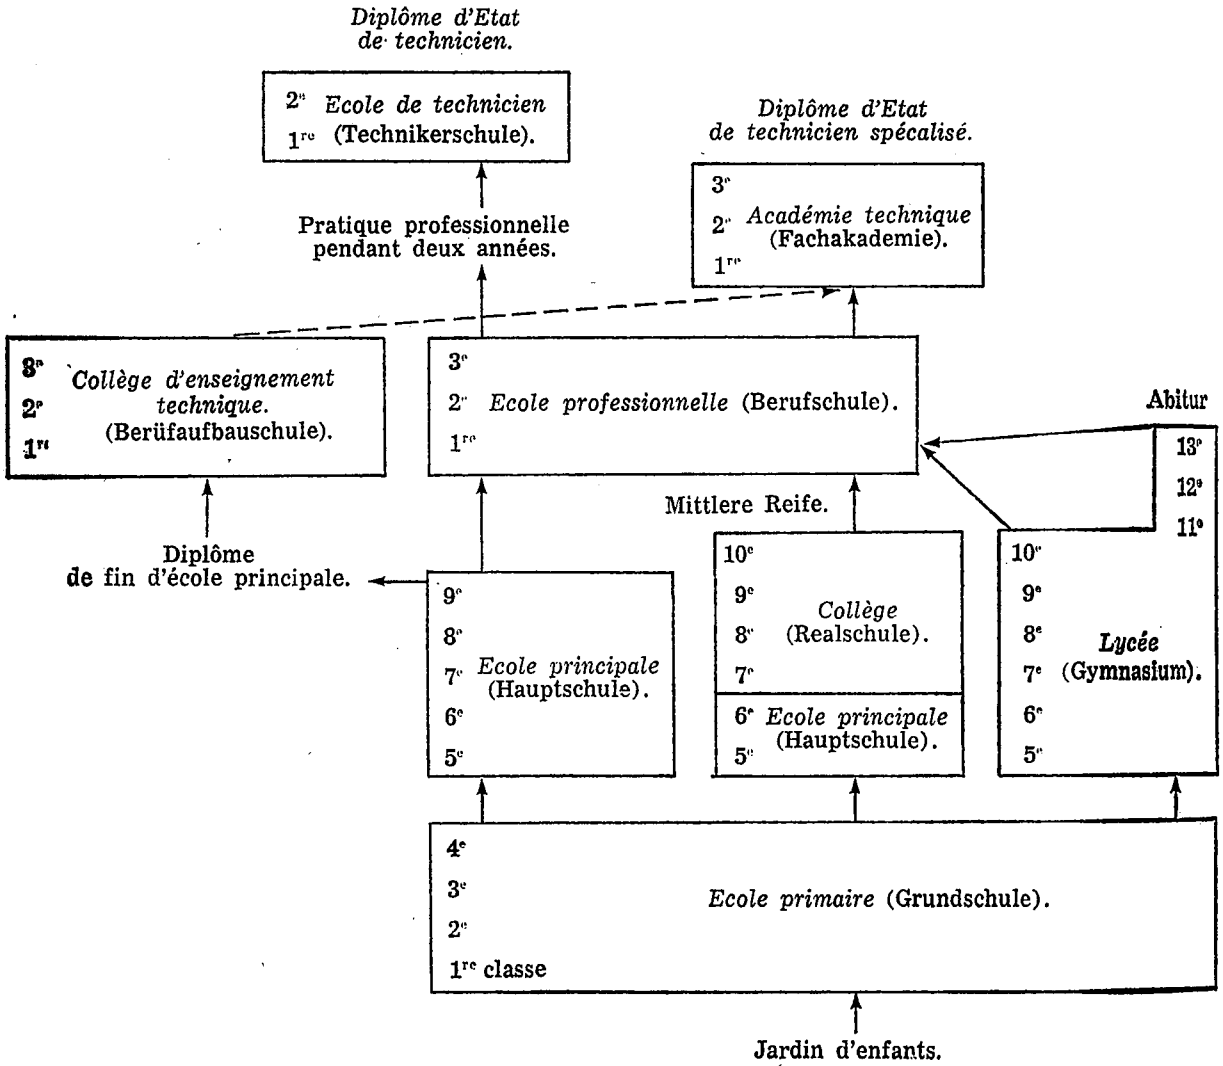 Diplôme d'Etat
de technicien.
2e Ecole de technicien
1re (Technikerschule).
Diplôme d'Etat
de technicien spécalisé.
3e
2e Académie technique
(Fachakademie).
1re
Pratique professionnelle
pendant deux années.
3e
Collège d'enseignement
2e technique.
(Berüfaufbauschule).
1re
3e
2e Ecole professionnelle (Berufschule).
1re
Abitur
13e
12e
11e
Mittlere Reife.
Diplôme
de fin d'école principale.
9e
8e
7e Ecole principale
(Hauptschule).
6e
5e
10e
9e
Collège
8e (Realschule).
7e
6e Ecole principale
(Hauptschule).
5e
10e
9e
8e
Lycée
7e (Gymnasium).
6e
5e
4e
3e
Ecole primaire (Grundschule).
2e
1re classe
Jardin d'enfants.